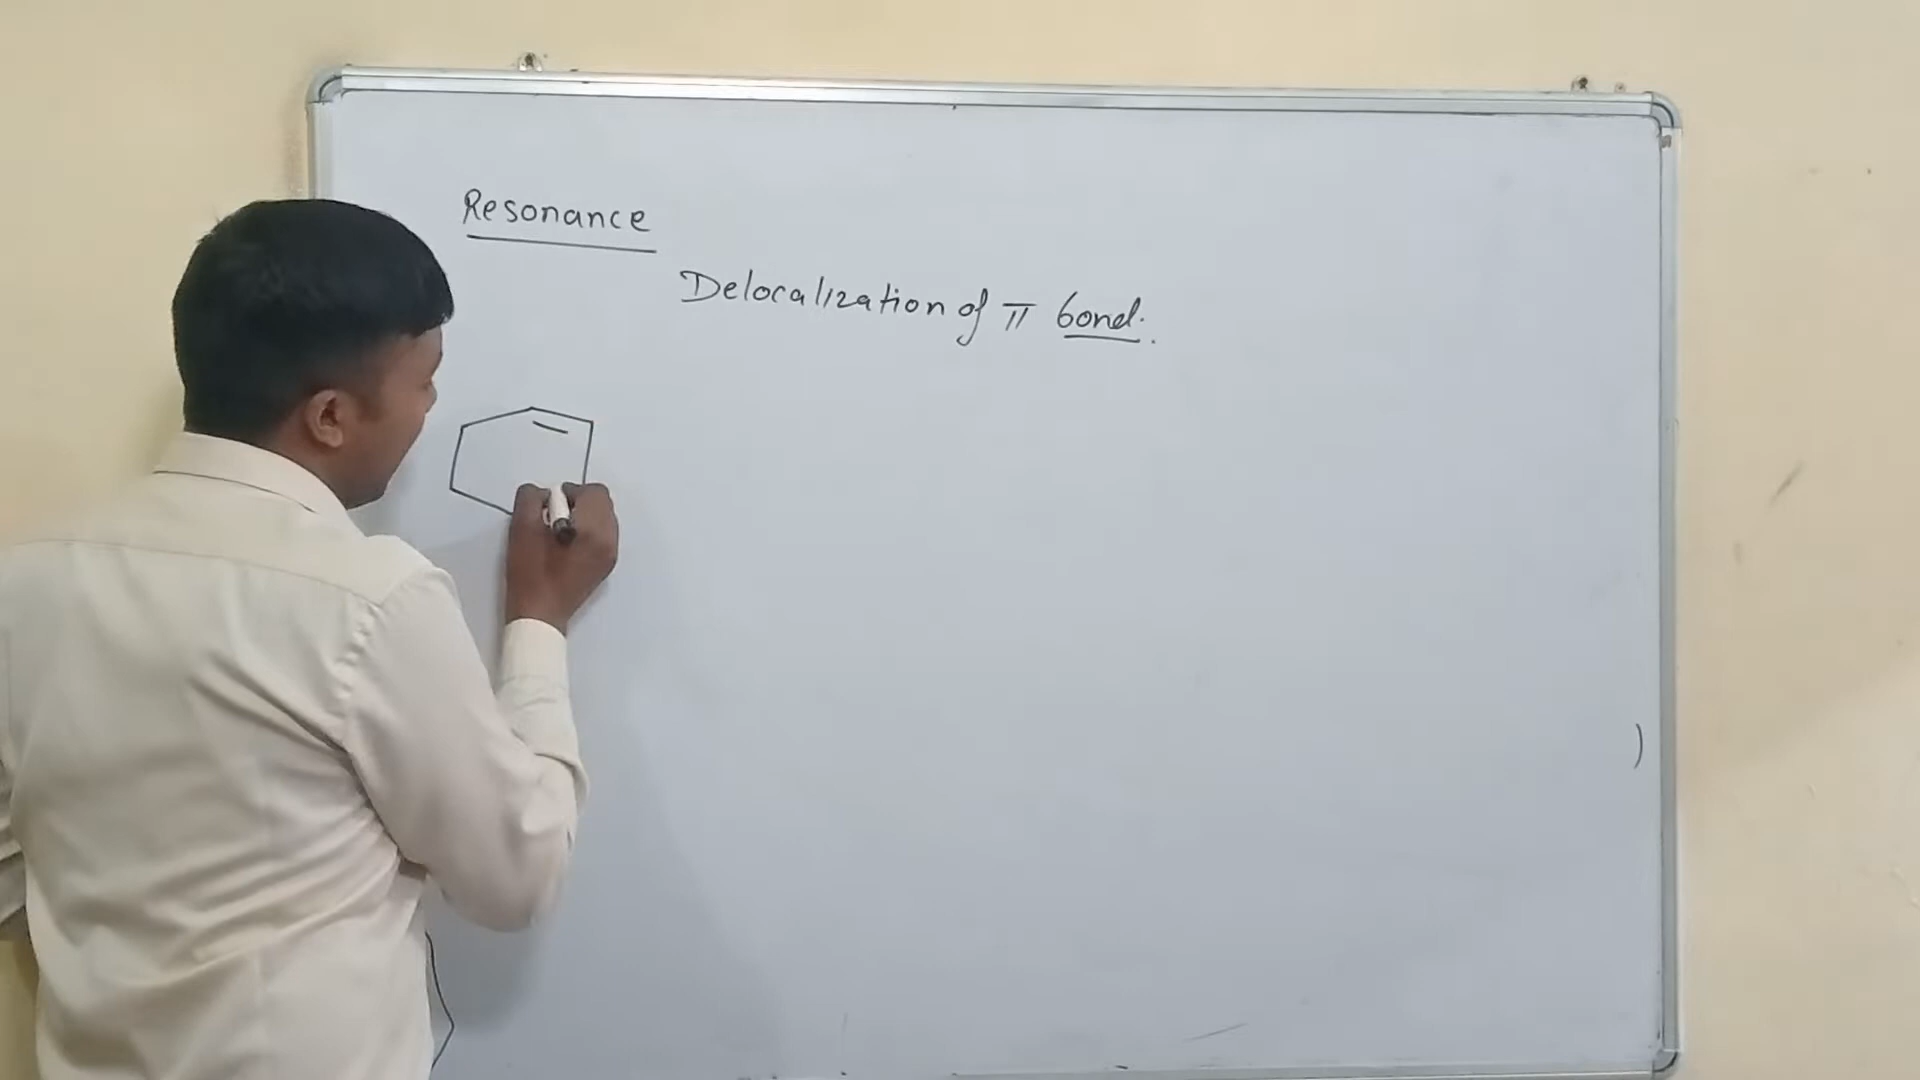 Resonance
Delocalization of π bond.